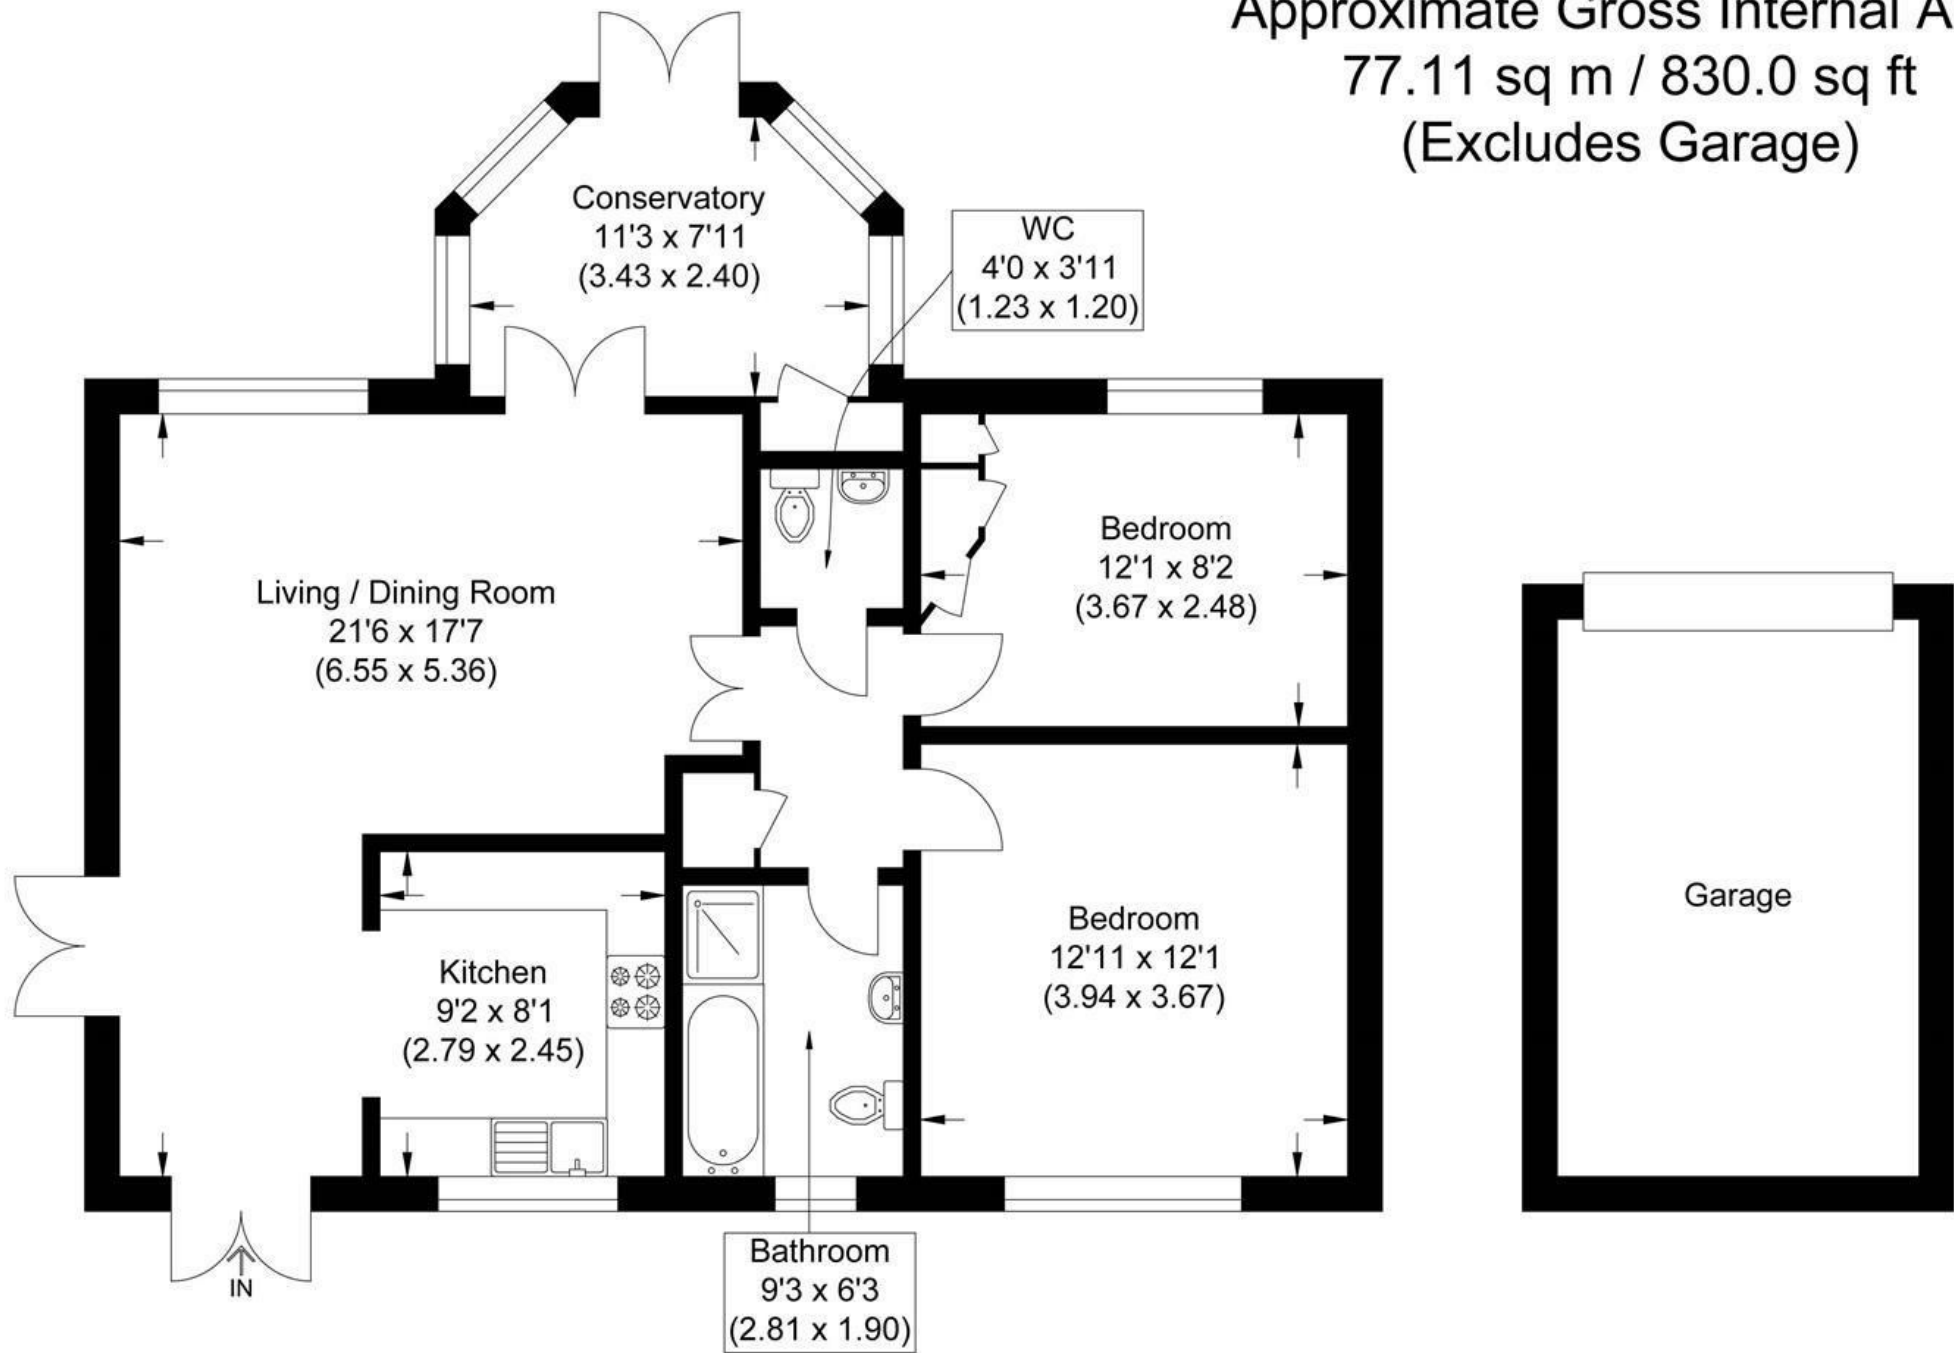 Approximate Gross Internal A
77.11 sq m / 830.0 sq ft
(Excludes Garage)
Conservatory
11'3 x 7'11
(3.43 x 2.40)
WC
4'0 x 3'11
(1.23 x 1.20)
Living / Dining Room
21'6 x 17'7
(6.55 x 5.36)
Bedroom
12'1 x 8'2
(3.67 x 2.48)
Kitchen
9'2 x 8'1
(2.79 x 2.45)
Bedroom
12'11 x 12'1
(3.94 x 3.67)
Garage
Bathroom
9'3 x 6'3
(2.81 x 1.90)
IN